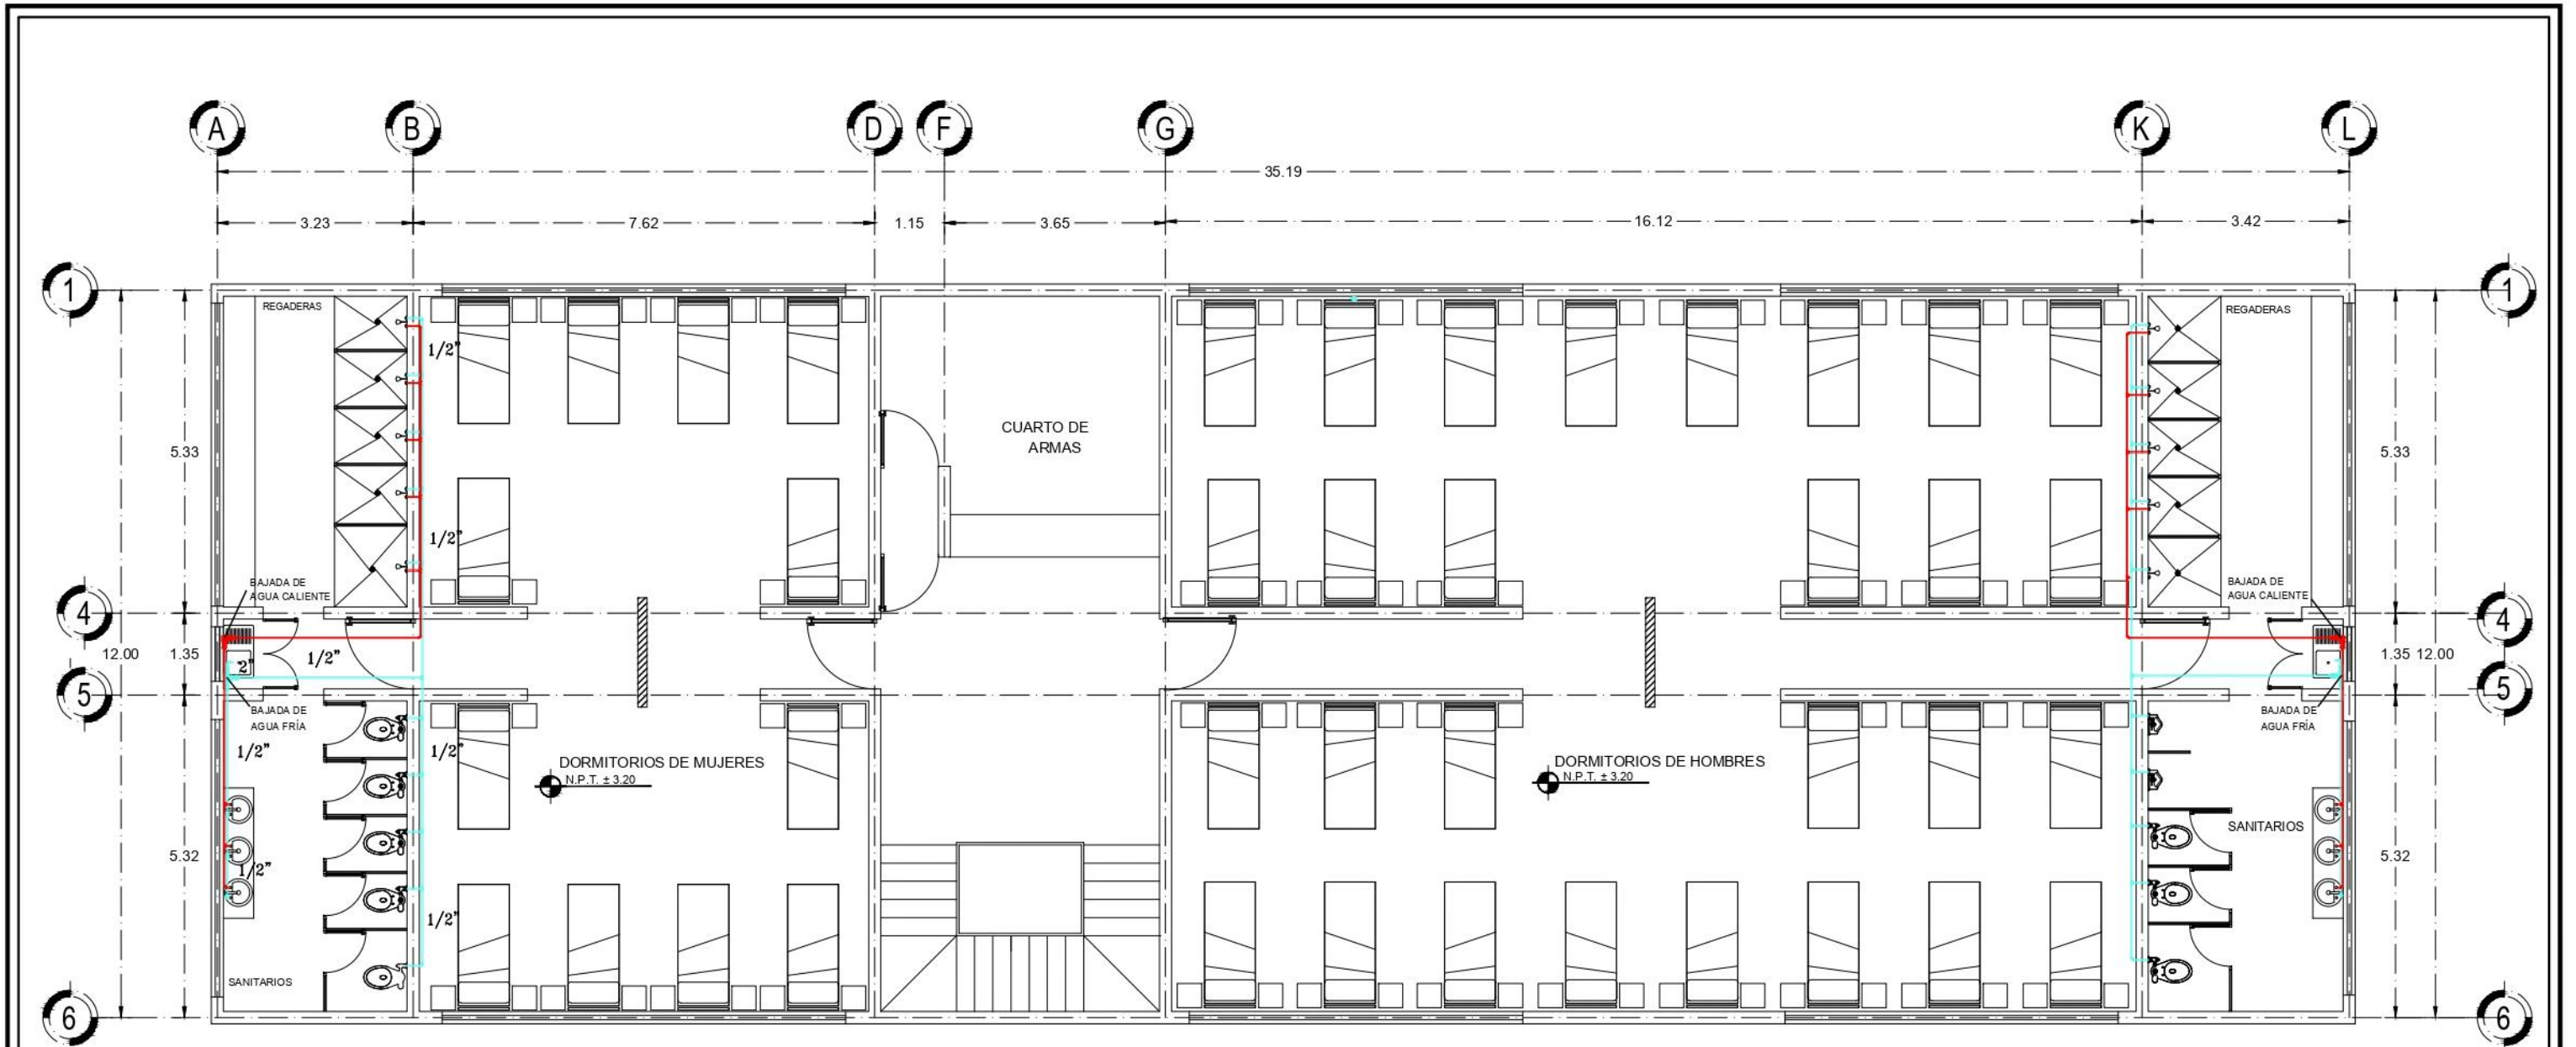 A B D F G K L
35.19
3.23 7.62 1.15 3.65 16.12 3.42
1 1
REGADERAS REGADERAS
1/2"
CUARTO DE
ARMAS
5.33 5.33
1/2"
BAJADA DE
AGUA CALIENTE
BAJADA DE
AGUA CALIENTE
4 4
12.00 1.35 2" 1/2" 1.35 12.00
5 5
BAJADA DE
AGUA FRÍA
BAJADA DE
AGUA FRÍA
1/2" 1/2"
DORMITORIOS DE MUJERES
N.P.T. ± 3.20
DORMITORIOS DE HOMBRES
N.P.T. ± 3.20
SANITARIOS
5.32 1/2" 5.32
1/2"
SANITARIOS
6 6